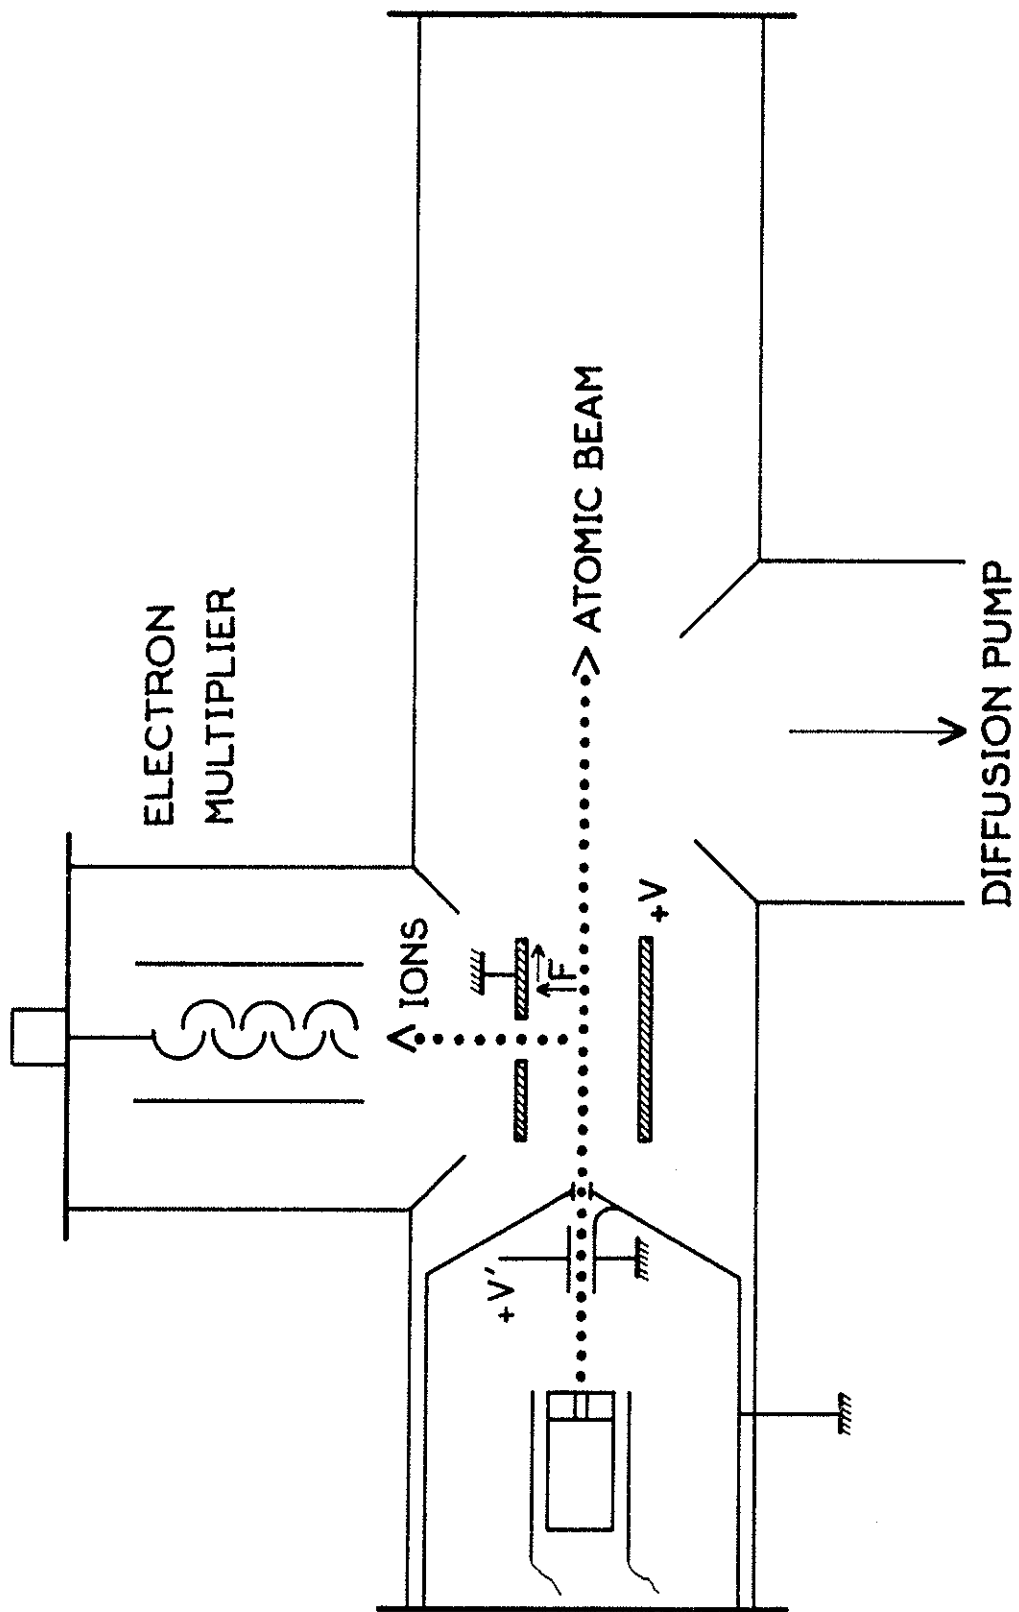 ELECTRON
MULTIPLIER
IONS
F
+V
+V'
ATOMIC BEAM
DIFFUSION PUMP